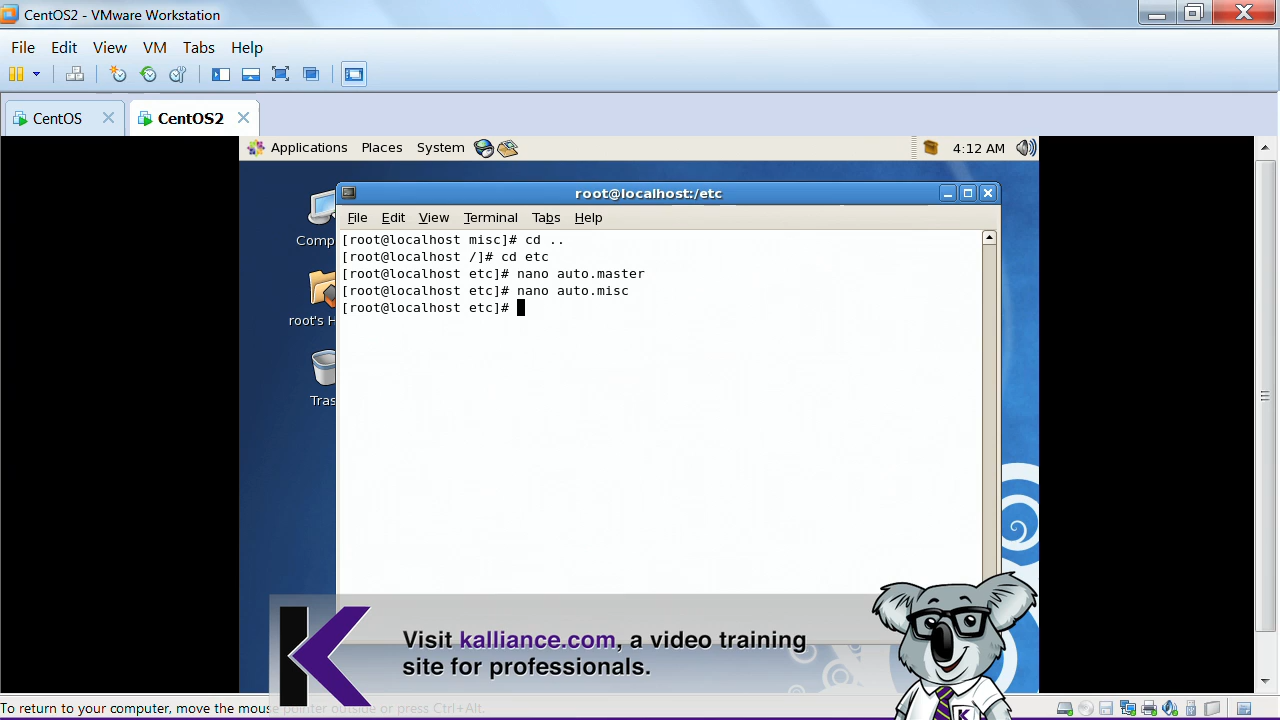 CentOS2 - VMware Workstation
File Edit View VM Tabs Help
CentOS CentOS2
Applications Places System 4:12 AM
root@localhost:/etc
File Edit View Terminal Tabs Help
[root@localhost misc]# cd ..
[root@localhost /]# cd etc
[root@localhost etc]# nano auto.master
[root@localhost etc]# nano auto.misc
[root@localhost etc]#
Comp
root's H
Tras
K
Visit kalliance.com, a video training
site for professionals.
K
To return to your computer, move the mouse pointer outside or press Ctrl+Alt.